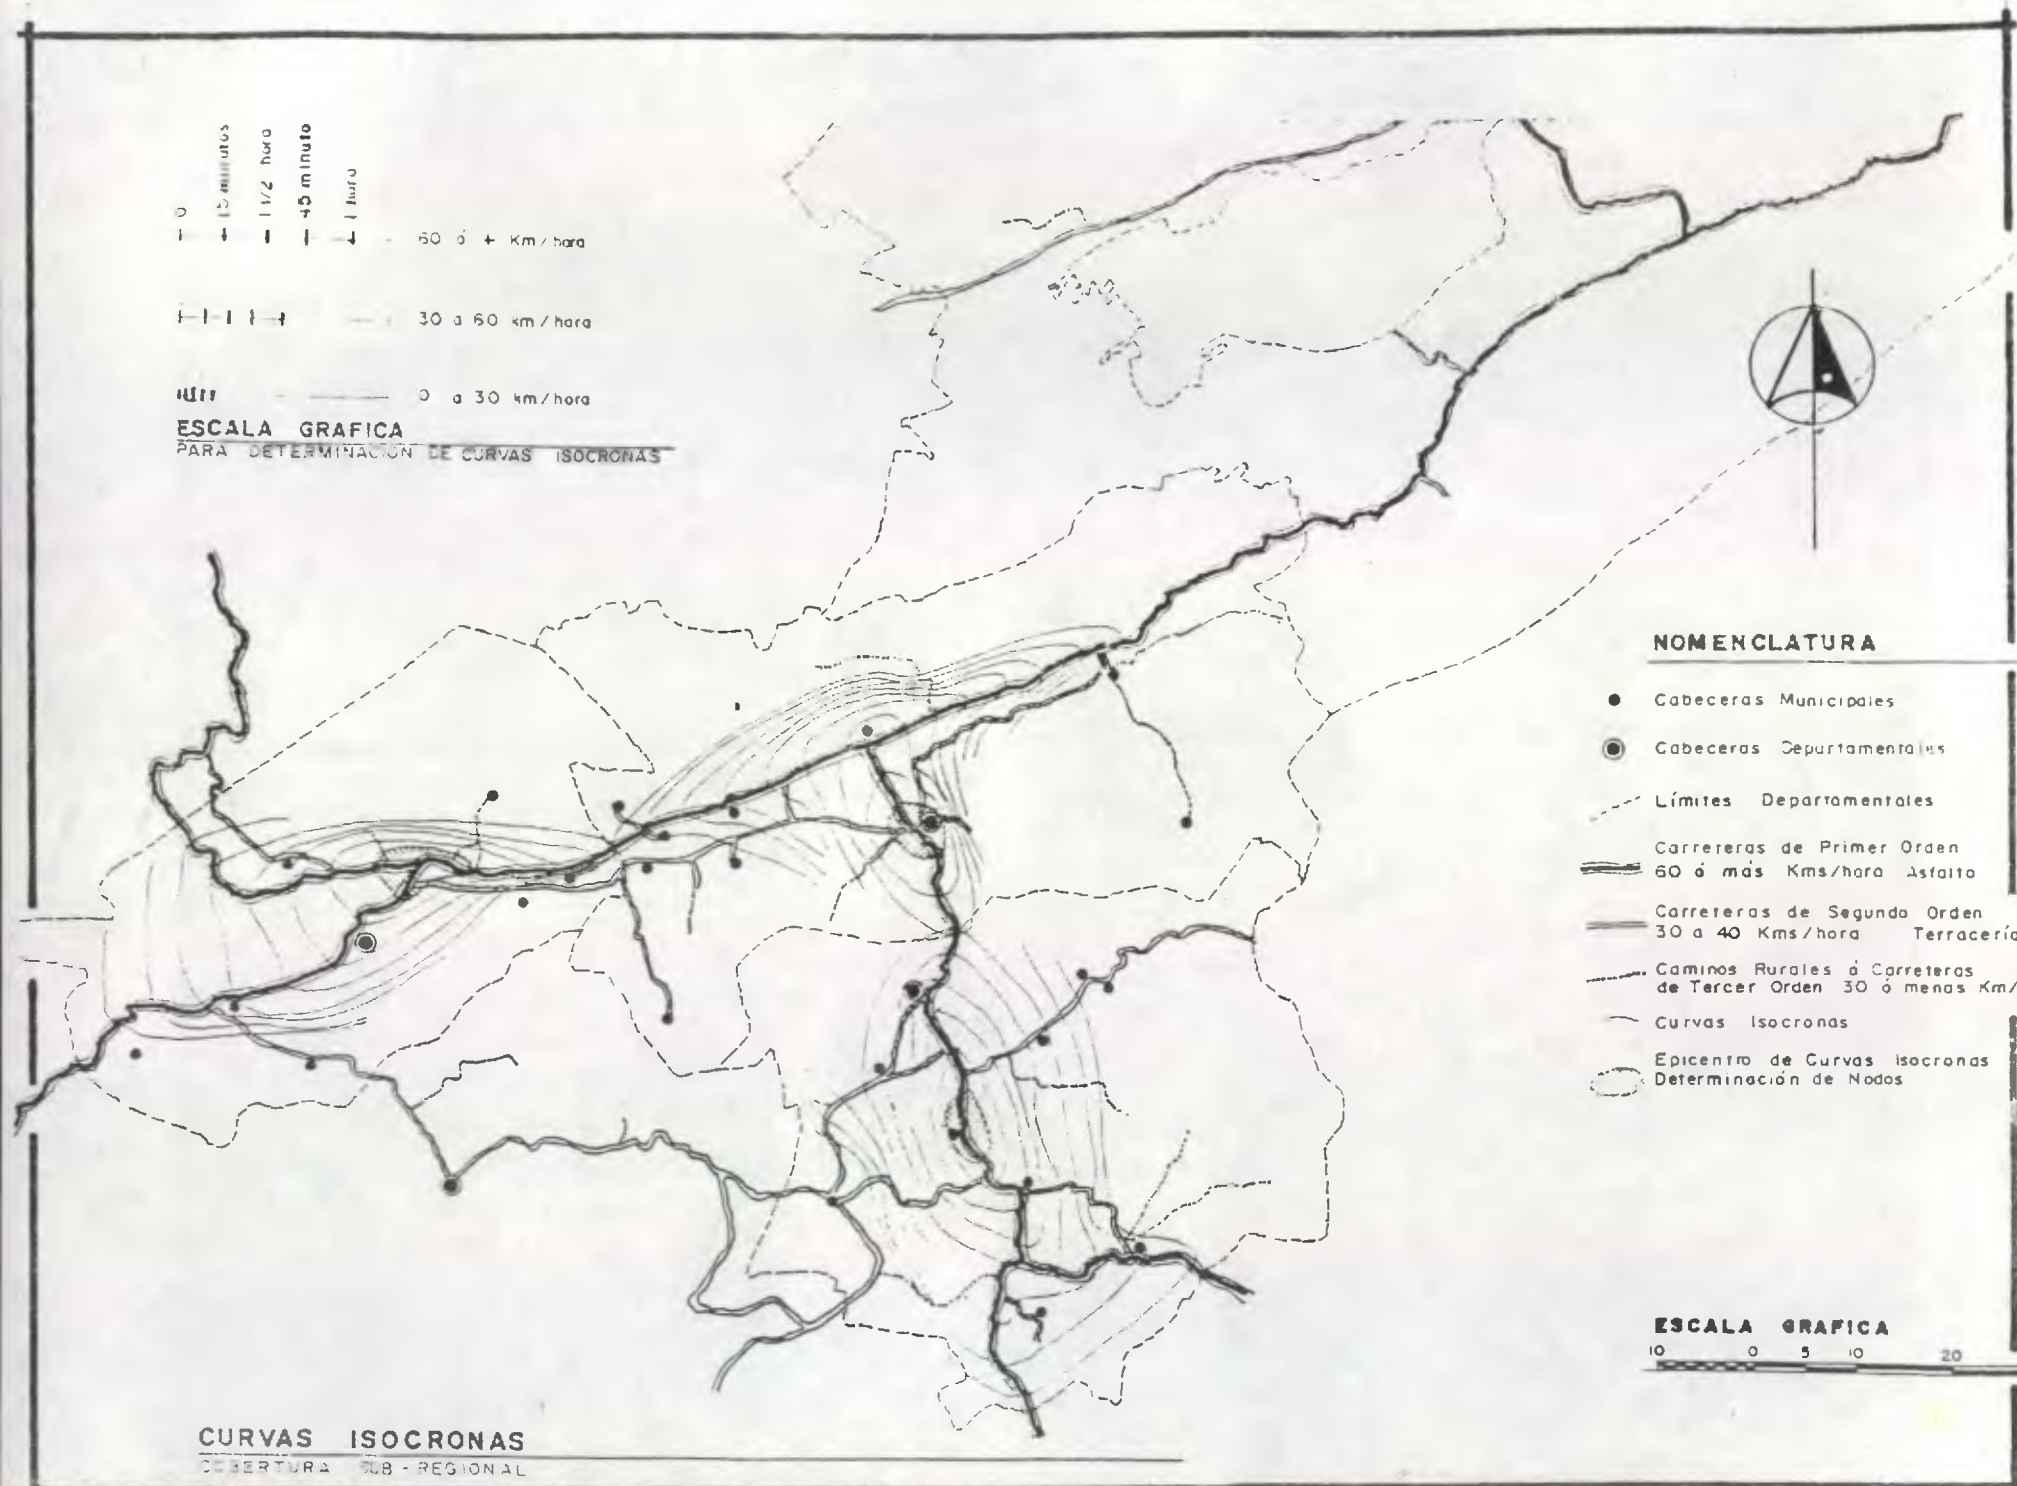 0
15 minutos
1 1/2 hora
45 minuto
1 hora
60 ó + Km/hora
30 a 60 km/hora
0 a 30 km/hora
ESCALA GRAFICA
PARA DETERMINACION DE CURVAS ISOCRONAS
NOMENCLATURA
Cabeceras Municipales
Cabeceras Departamentales
Límites Departamentales
Carreteras de Primer Orden
60 ó más Kms/hora Asfalto
Carreteras de Segundo Orden
30 a 40 Kms/hora Terracería
Caminos Rurales ó Carreteras
de Tercer Orden 30 ó menos Km/
Curvas Isocronas
Epicentro de Curvas Isocronas
Determinación de Nodos
ESCALA GRAFICA
10 0 5 10 20
CURVAS ISOCRONAS
COBERTURA SUB-REGIONAL